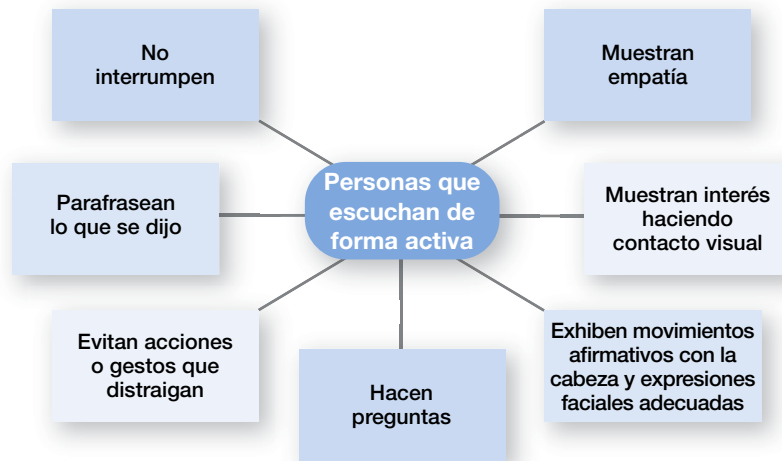 No
interrumpen
Muestran
empatía
Personas que
escuchan de
forma activa
Parafrasean
lo que se dijo
Muestran interés
haciendo
contacto visual
Evitan acciones
o gestos que
distraigan
Hacen
preguntas
Exhiben movimientos
afirmativos con la
cabeza y expresiones
faciales adecuadas